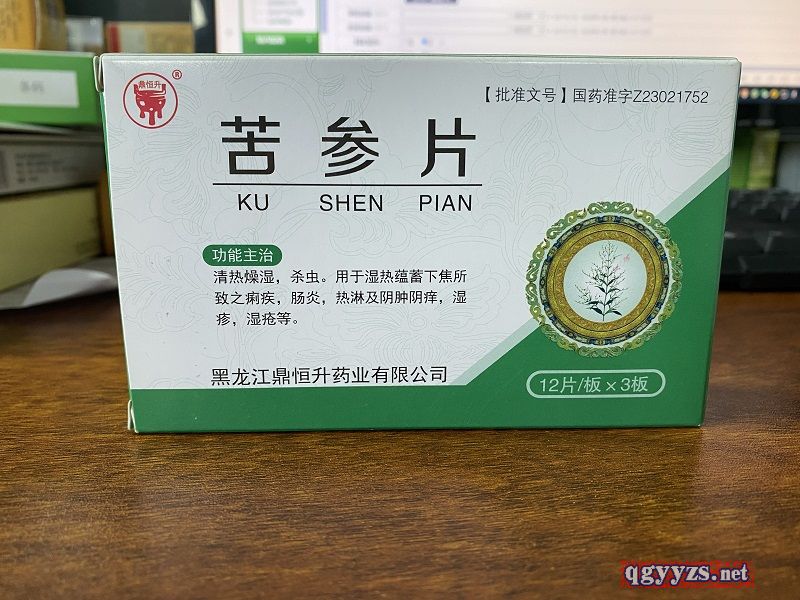 鼎恒升
®
【批准文号】国药准字Z23021752
苦参片
KU SHEN PIAN
功能主治
清热燥湿，杀虫。用于湿热蕴蓄下焦所
致之痢疾，肠炎，热淋及阴肿阴痒，湿
疹，湿疮等。
黑龙江鼎恒升药业有限公司
12片/板×3板
qgyyzs.net